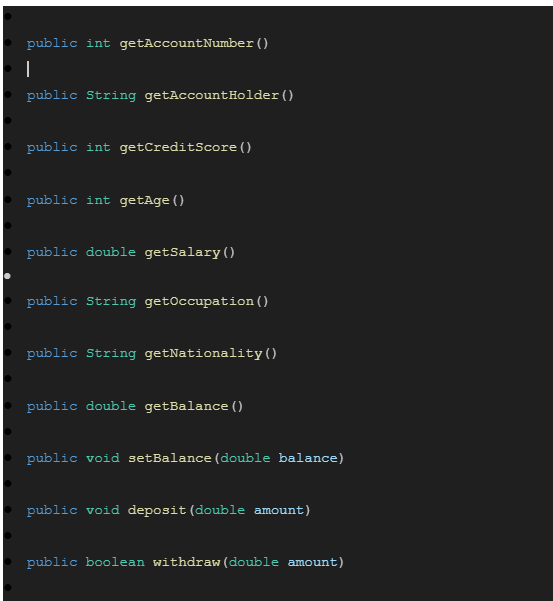 public int getAccountNumber()
public String getAccountHolder()
public int getCreditScore()
public int getAge()
public double getSalary()
public String getOccupation()
public String getNationality()
public double getBalance()
public void setBalance(double balance)
public void deposit(double amount)
public boolean withdraw(double amount)